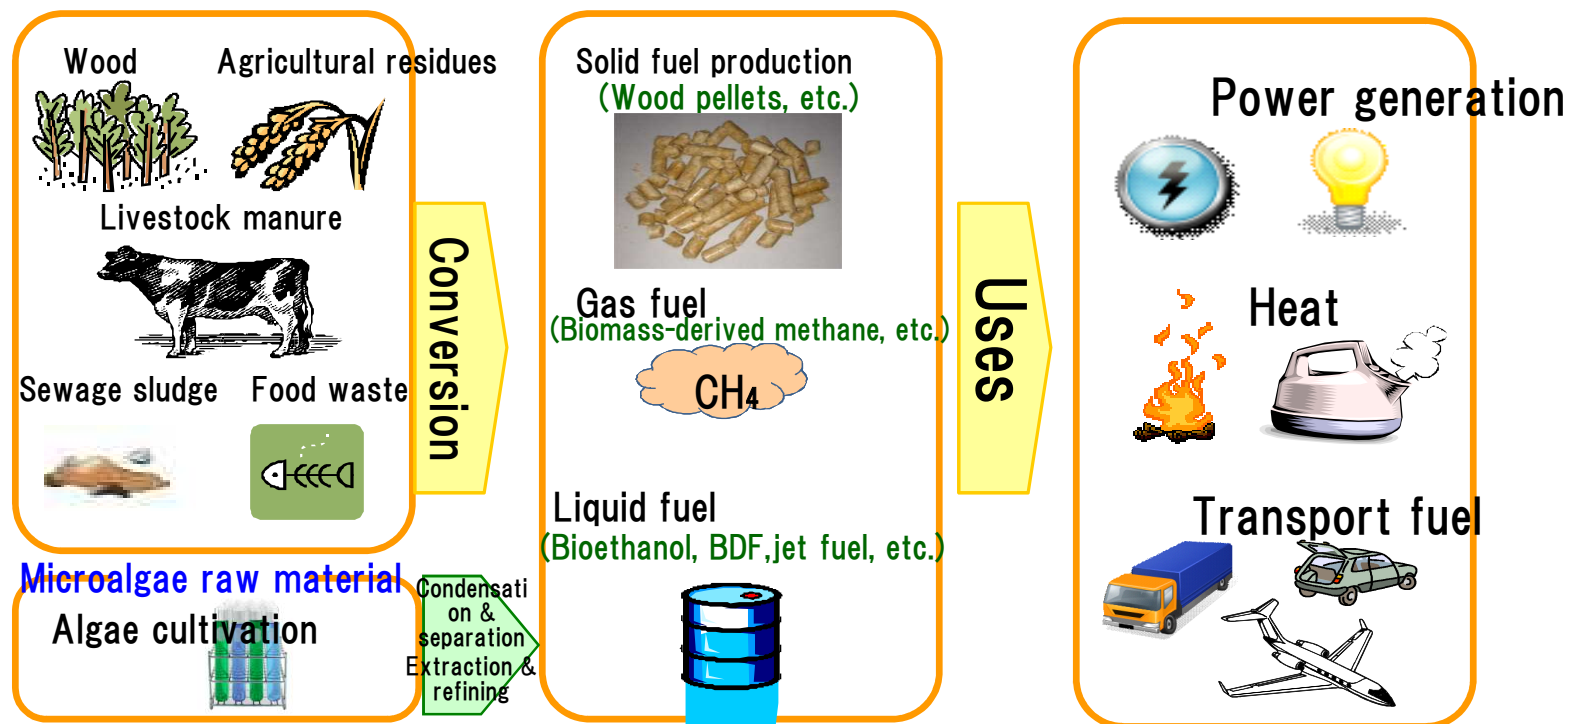 Wood
Agricultural residues
Livestock manure
Sewage sludge
Food waste
Microalgae raw material
Algae cultivation
Conversion
Condensati
on &
separation
Extraction &
refining
Solid fuel production
(Wood pellets, etc.)
Gas fuel
(Biomass-derived methane, etc.)
CH4
Liquid fuel
(Bioethanol, BDF,jet fuel, etc.)
Uses
Power generation
Heat
Transport fuel